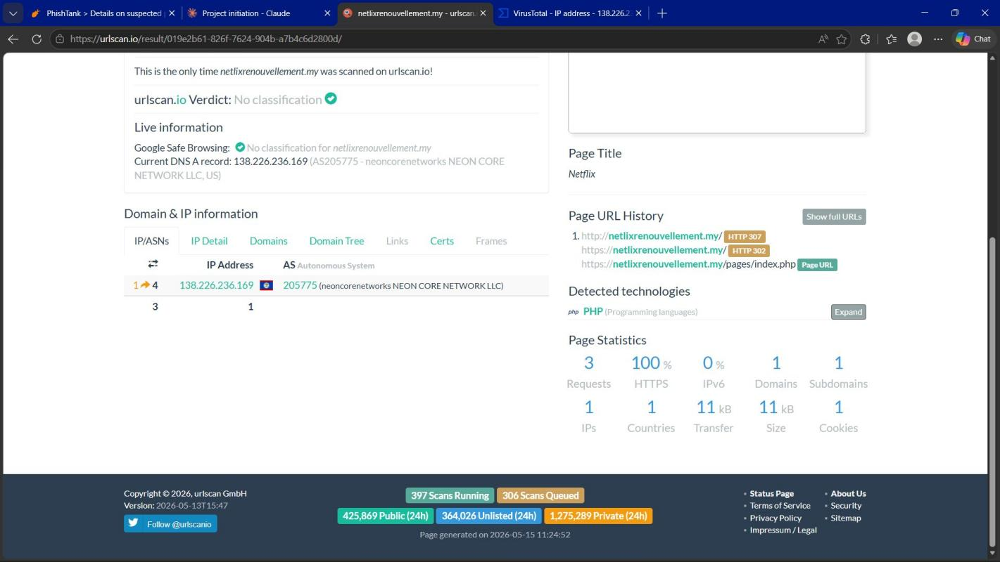 PhishTank > Details on suspected
Project initiation - Claude
netlixrenouvellement.my - urlscan.
VirusTotal - IP address - 138.226.2
https://urlscan.io/result/019e2b61-826f-7624-904b-a7b4c6d2800d/
Chat
This is the only time netlixrenouvellement.my was scanned on urlscan.io!
urlscan.io Verdict: No classification
Live information
Google Safe Browsing: No classification for netlixrenouvellement.my
Current DNS A record: 138.226.236.169 (AS205775 - neoncorenetworks NEON CORE
NETWORK LLC, US)
Domain & IP information
IP/ASNs IP Detail Domains Domain Tree Links Certs Frames
IP Address AS Autonomous System
1 4 138.226.236.169 205775 (neoncorenetworks NEON CORE NETWORK LLC)
3 1
Page Title
Netflix
Page URL History Show full URLs
1. http://netlixrenouvellement.my/ HTTP 307
https://netlixrenouvellement.my/ HTTP 302
https://netlixrenouvellement.my/pages/index.php Page URL
Detected technologies
php PHP (Programming languages) Expand
Page Statistics
3 100 % 0 % 1 1
Requests HTTPS IPv6 Domains Subdomains
1 1 11 kB 11 kB 1
IPs Countries Transfer Size Cookies
Copyright © 2026, urlscan GmbH
Version: 2026-05-13T15:47
Follow @urlscanio
397 Scans Running 306 Scans Queued
425,869 Public (24h) 364,026 Unlisted (24h) 1,275,289 Private (24h)
Page generated on 2026-05-15 11:24:52
Status Page
Terms of Service
Privacy Policy
Impressum / Legal
About Us
Security
Sitemap